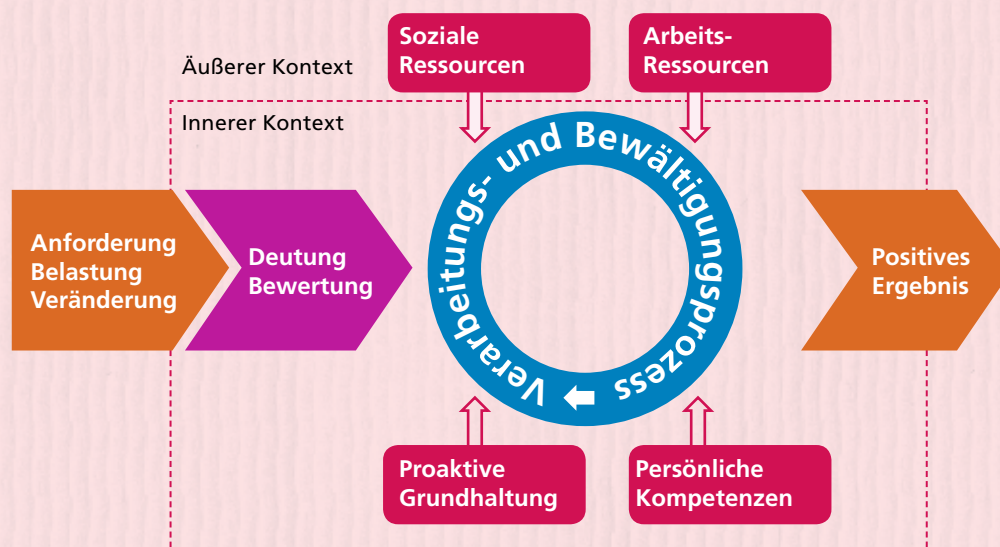 Soziale
Ressourcen
Arbeits-
Ressourcen
Äußerer Kontext
Innerer Kontext
Anforderung
Belastung
Veränderung
Deutung
Bewertung
Verarbeitungs- und Bewältigungsprozess
Positives
Ergebnis
Proaktive
Grundhaltung
Persönliche
Kompetenzen